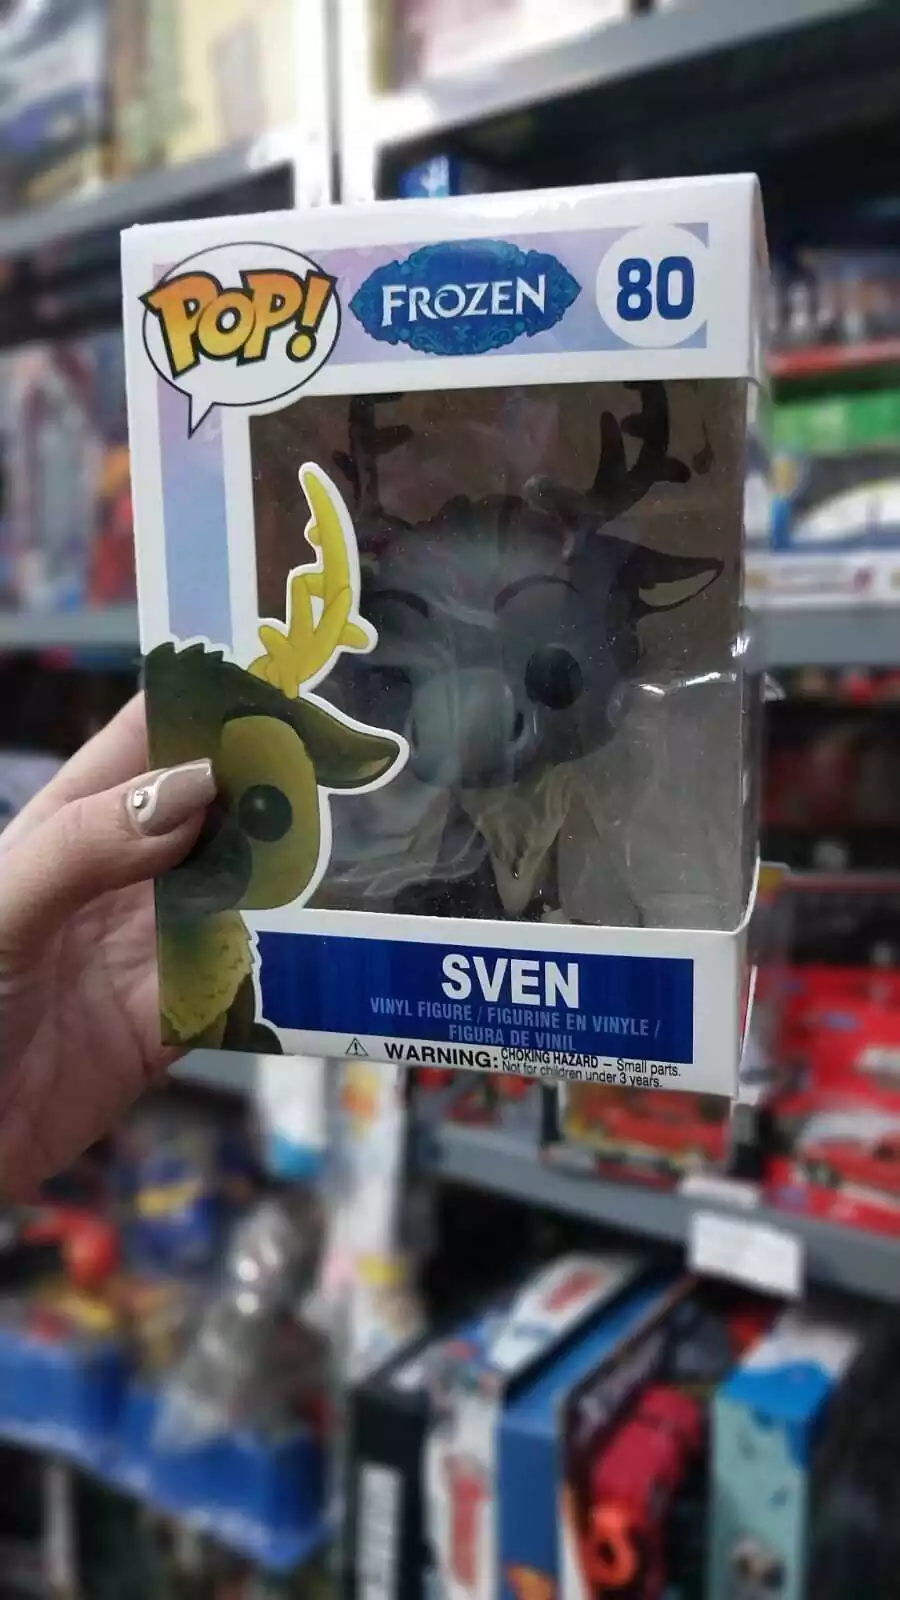 POP!
FROZEN
80
SVEN
VINYL FIGURE / FIGURINE EN VINYLE /
FIGURA DE VINIL
WARNING: CHOKING HAZARD – Small parts.
Not for children under 3 years.